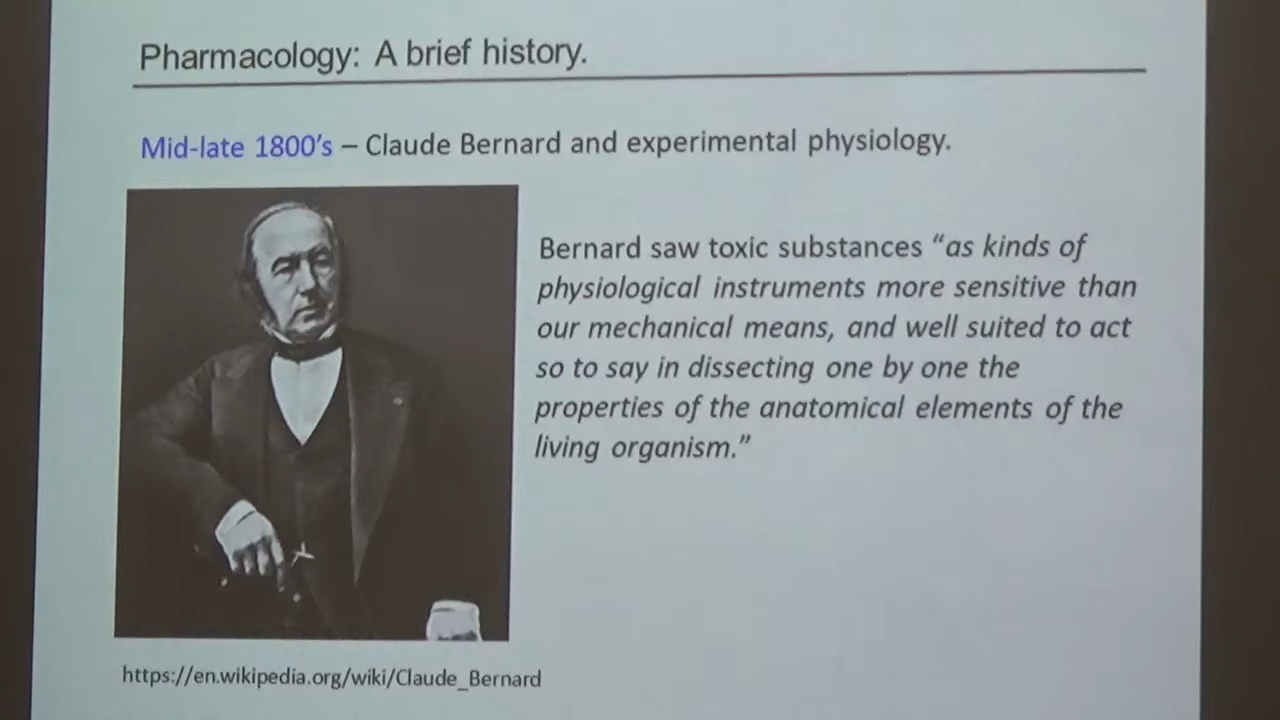 Pharmacology: A brief history.
Mid-late 1800's – Claude Bernard and experimental physiology.
Bernard saw toxic substances “as kinds of
physiological instruments more sensitive than
our mechanical means, and well suited to act
so to say in dissecting one by one the
properties of the anatomical elements of the
living organism.”
https://en.wikipedia.org/wiki/Claude_Bernard